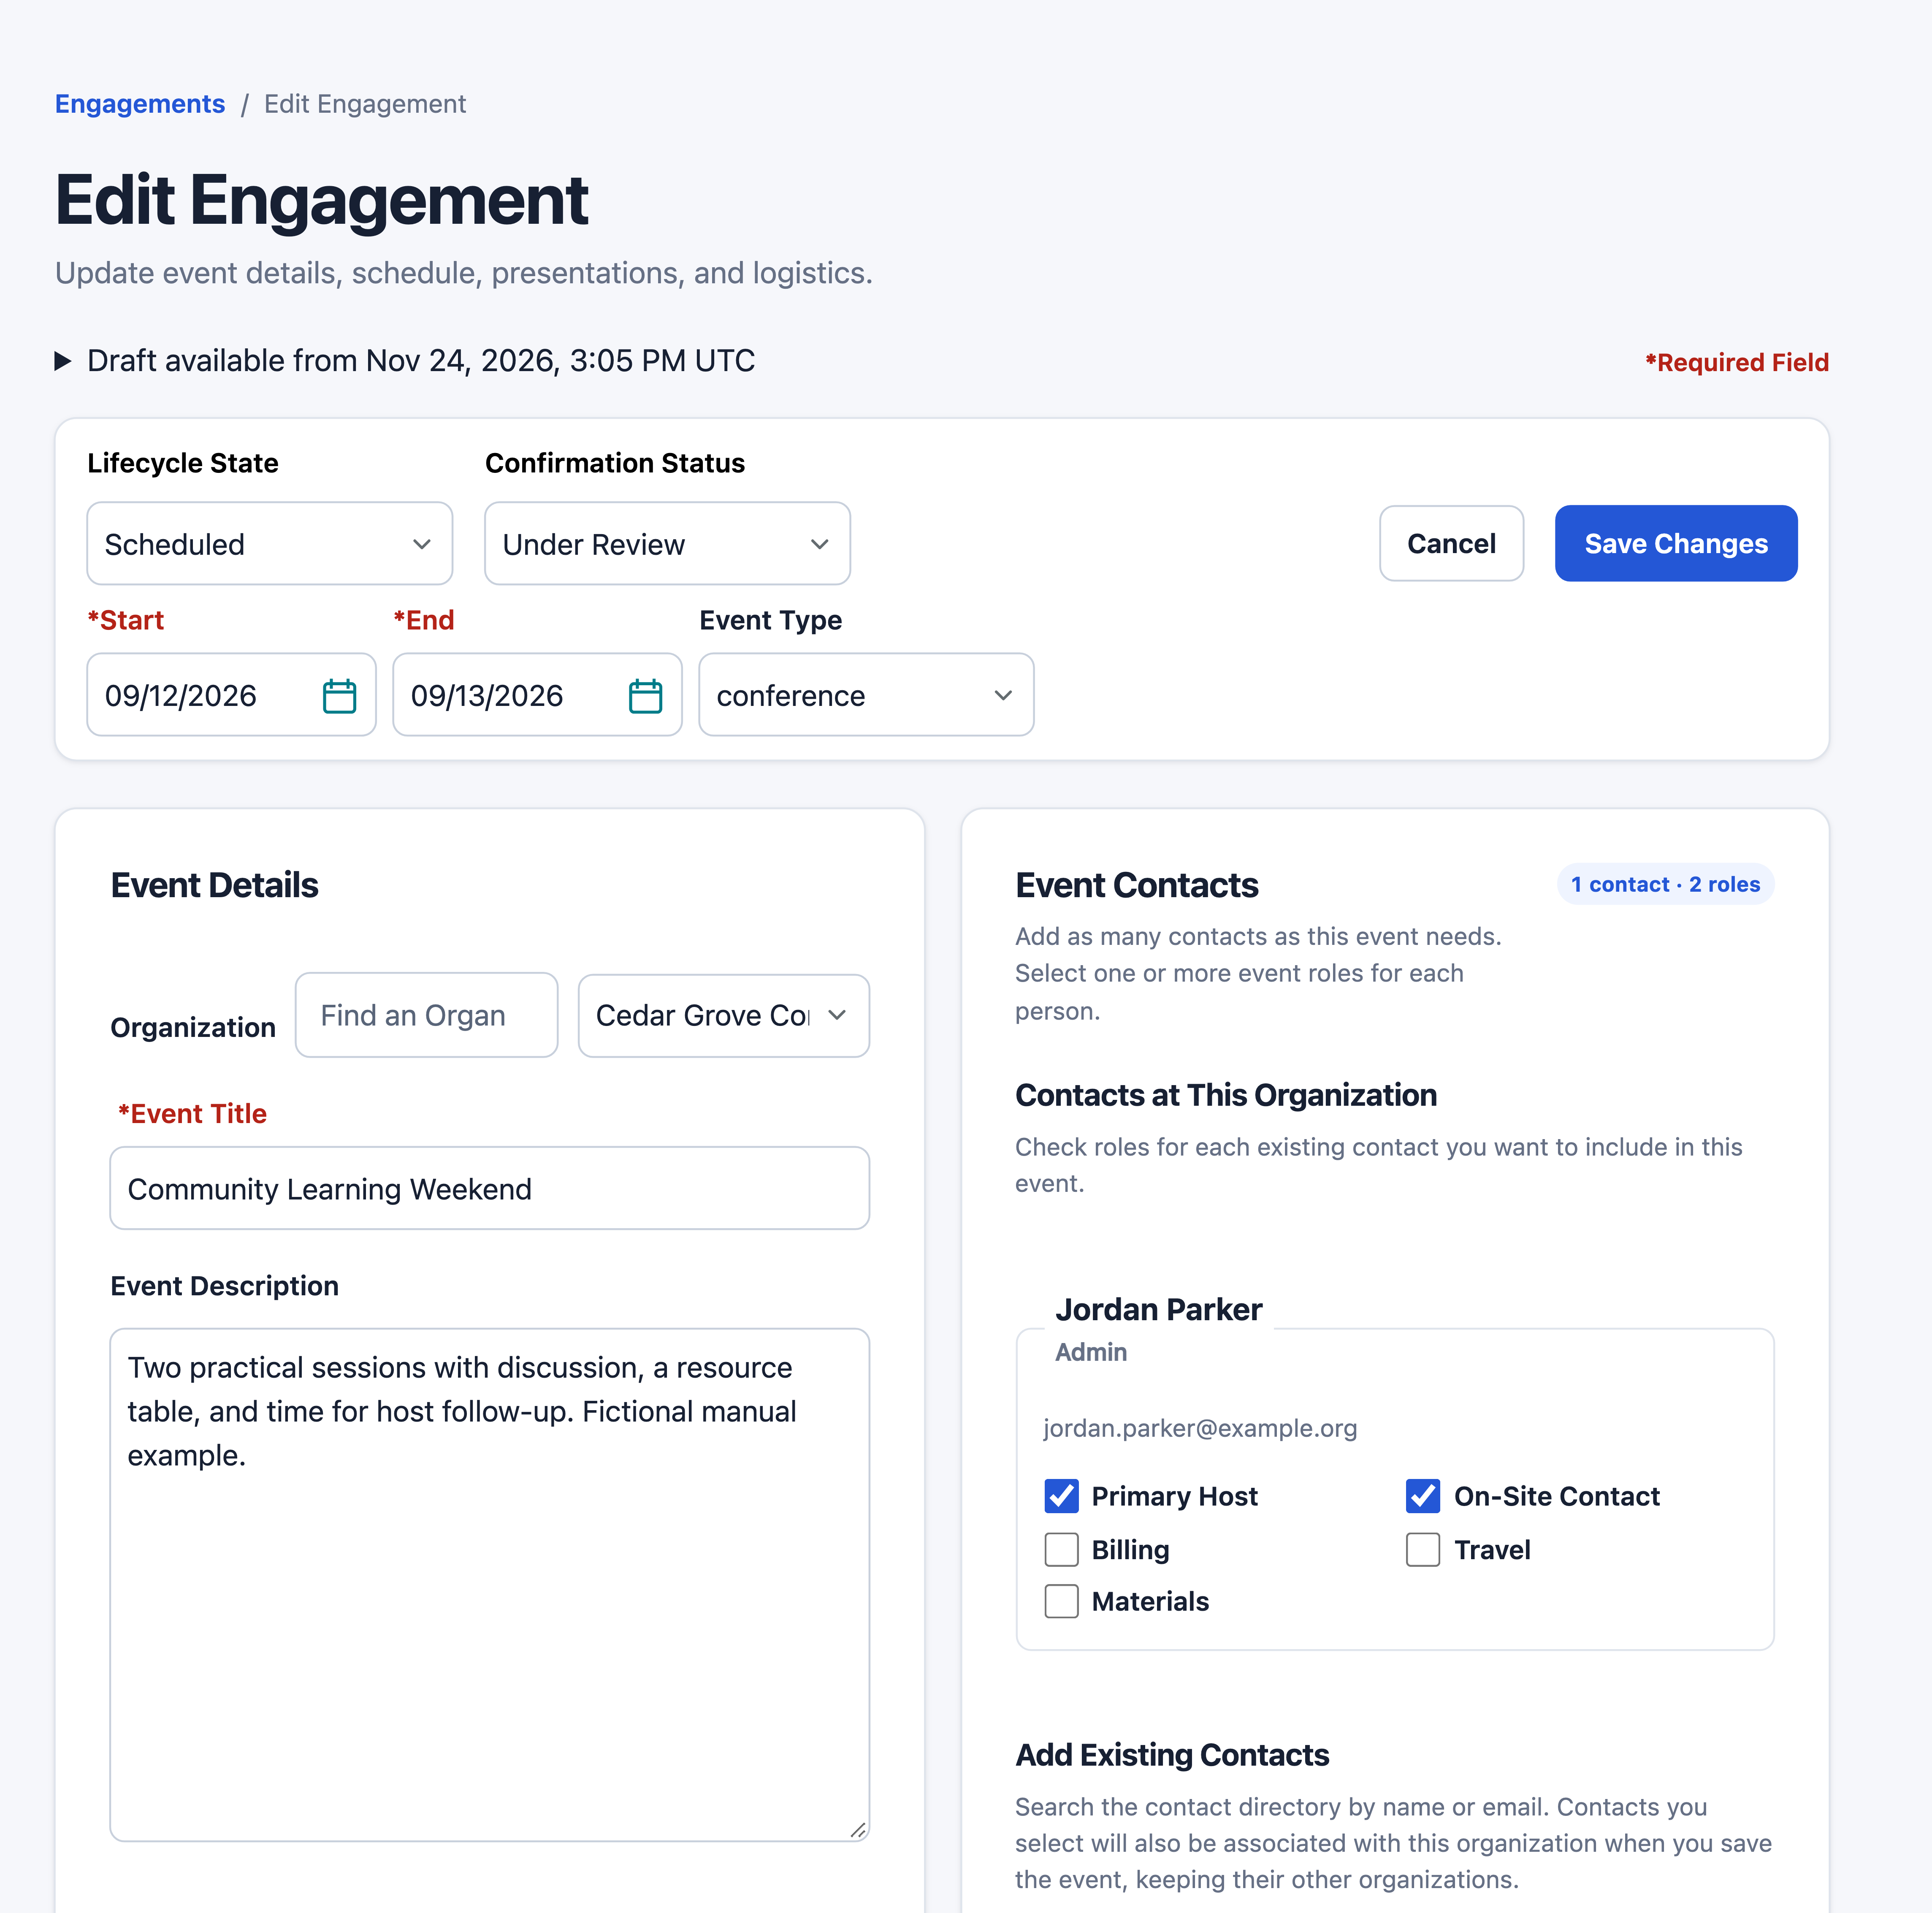 Engagements / Edit Engagement
Edit Engagement
Update event details, schedule, presentations, and logistics.
Draft available from Nov 24, 2026, 3:05 PM UTC
*Required Field
Lifecycle State
Confirmation Status
Scheduled
Under Review
Cancel
Save Changes
*Start
*End
Event Type
09/12/2026
09/13/2026
conference
Event Details
Organization
Find an Organ
Cedar Grove Co
*Event Title
Community Learning Weekend
Event Description
Two practical sessions with discussion, a resource
table, and time for host follow-up. Fictional manual
example.
Event Contacts
1 contact · 2 roles
Add as many contacts as this event needs.
Select one or more event roles for each
person.
Contacts at This Organization
Check roles for each existing contact you want to include in this
event.
Jordan Parker
Admin
jordan.parker@example.org
Primary Host
On-Site Contact
Billing
Travel
Materials
Add Existing Contacts
Search the contact directory by name or email. Contacts you
select will also be associated with this organization when you save
the event, keeping their other organizations.